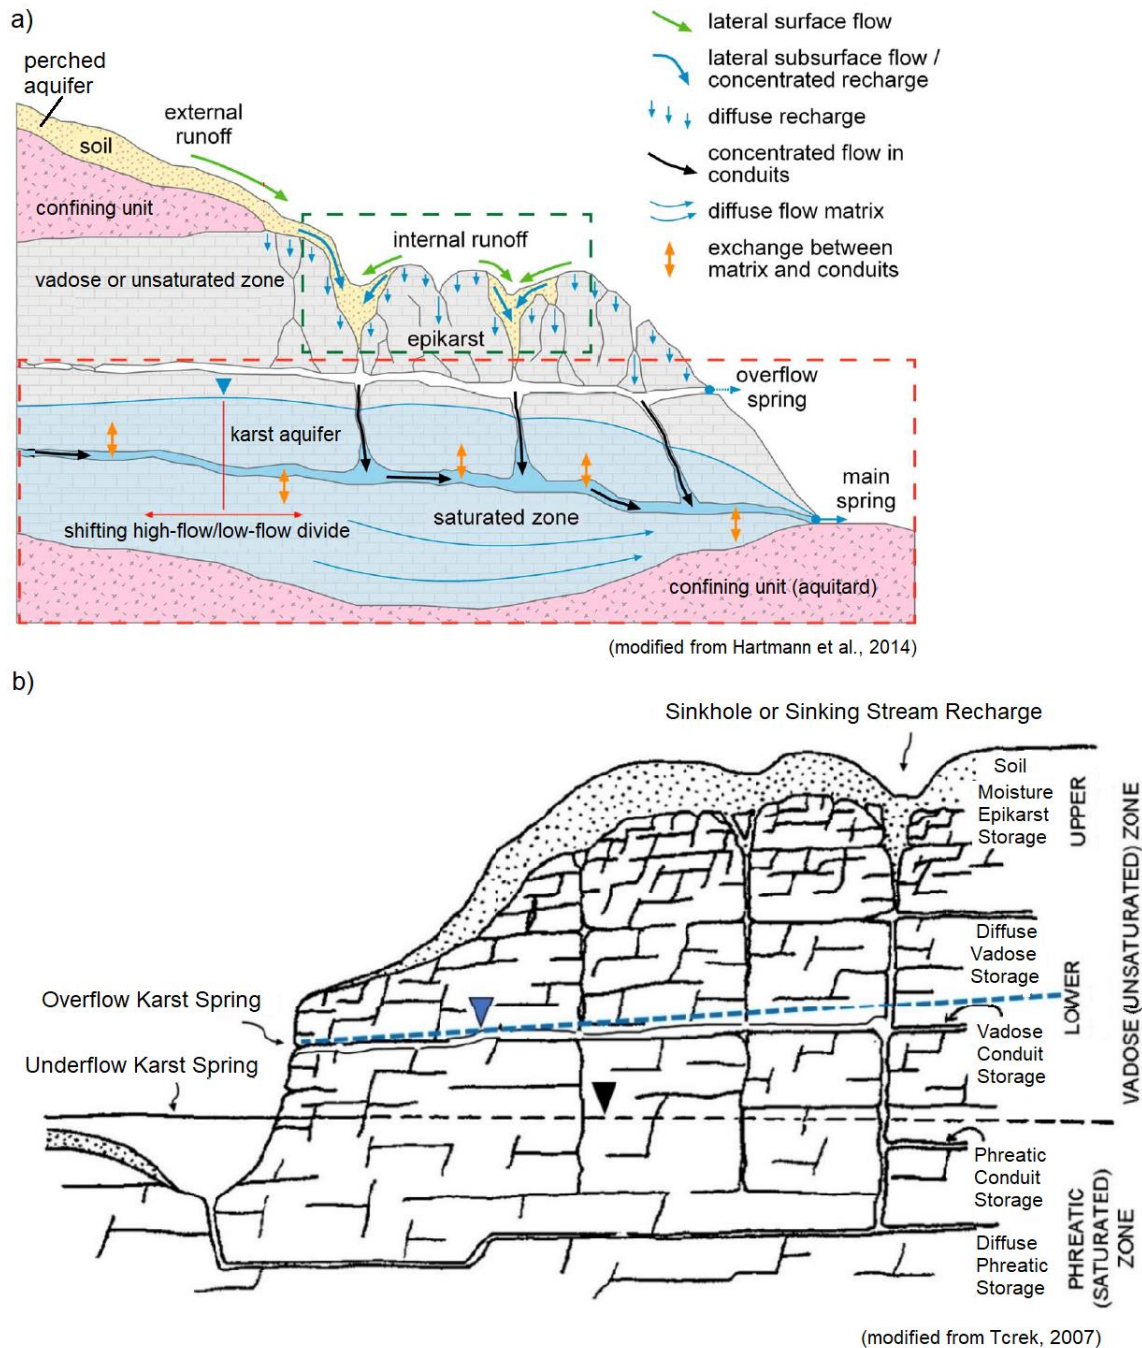 a)
perched
aquifer
external
runoff
soil
confining unit
vadose or unsaturated zone
internal runoff
epikarst
lateral surface flow
lateral subsurface flow /
concentrated recharge
diffuse recharge
concentrated flow in
conduits
diffuse flow matrix
exchange between
matrix and conduits
overflow
spring
karst aquifer
main
spring
saturated zone
shifting high-flow/low-flow divide
confining unit (aquitard)
(modified from Hartmann et al., 2014)
b)
Sinkhole or Sinking Stream Recharge
Soil
Moisture
Epikarst
Storage
UPPER
VADOSE (UNSATURATED) ZONE
Diffuse
Vadose
Storage
LOWER
Overflow Karst Spring
Vadose
Conduit
Storage
Underflow Karst Spring
Phreatic
Conduit
Storage
PHREATIC
(SATURATED)
ZONE
Diffuse
Phreatic
Storage
(modified from Tcrek, 2007)